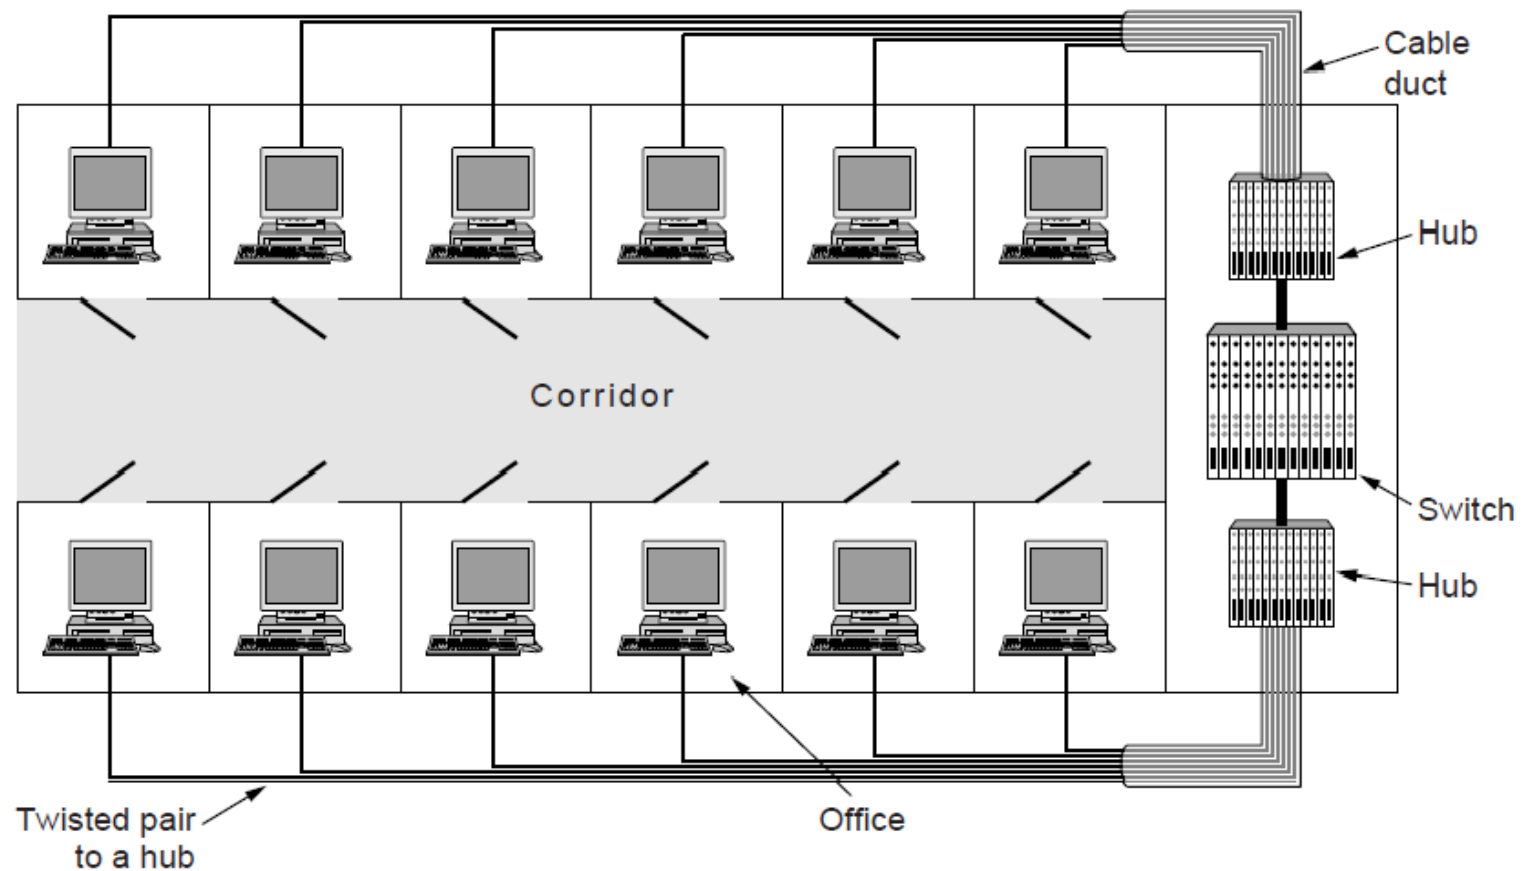 Cable
duct
Hub
Corridor
Switch
Hub
Twisted pair
to a hub
Office